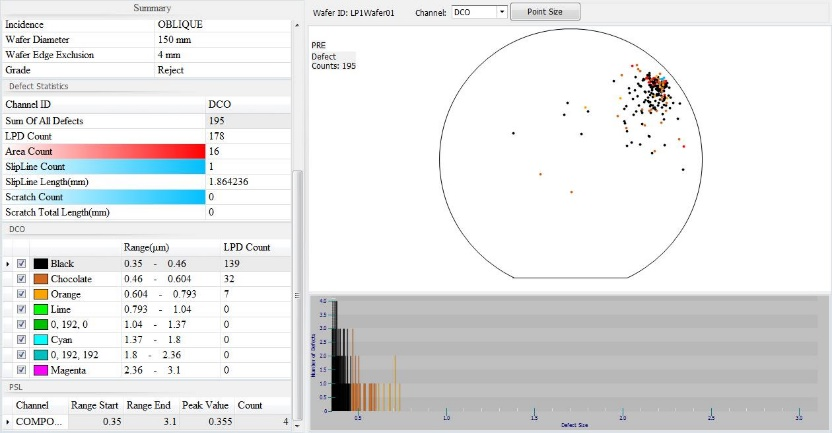 Summary
Incidence OBLIQUE
Wafer Diameter 150 mm
Wafer Edge Exclusion 4 mm
Grade Reject
Defect Statistics
Channel ID DCO
Sum Of All Defects 195
LPD Count 178
Area Count 16
SlipLine Count 1
SlipLine Length(mm) 1.864236
Scratch Count 0
Scratch Total Length(mm) 0
DCO
Range(μm) LPD Count
Black 0.35 - 0.46 139
Chocolate 0.46 - 0.604 32
Orange 0.604 - 0.793 7
Lime 0.793 - 1.04 0
0, 192, 0 1.04 - 1.37 0
Cyan 1.37 - 1.8 0
0, 192, 192 1.8 - 2.36 0
Magenta 2.36 - 3.1 0
PSL
Channel Range Start Range End Peak Value Count
COMPO... 0.35 3.1 0.355 4
Wafer ID: LP1Wafer01 Channel: DCO Point Size
PRE
Defect
Counts: 195
Number of Defects
4.0
3.5
3.0
2.5
2.0
1.5
1.0
0.5
0
0.5 1.0 1.5 2.0 2.5 3.0
Defect Size